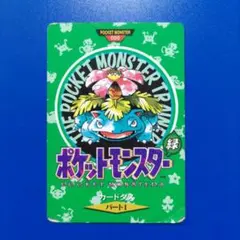 POCKET MONSTER
THE POCKET MONSTER TRAINER
ポケットモンスター
緑
カードダス
パート1